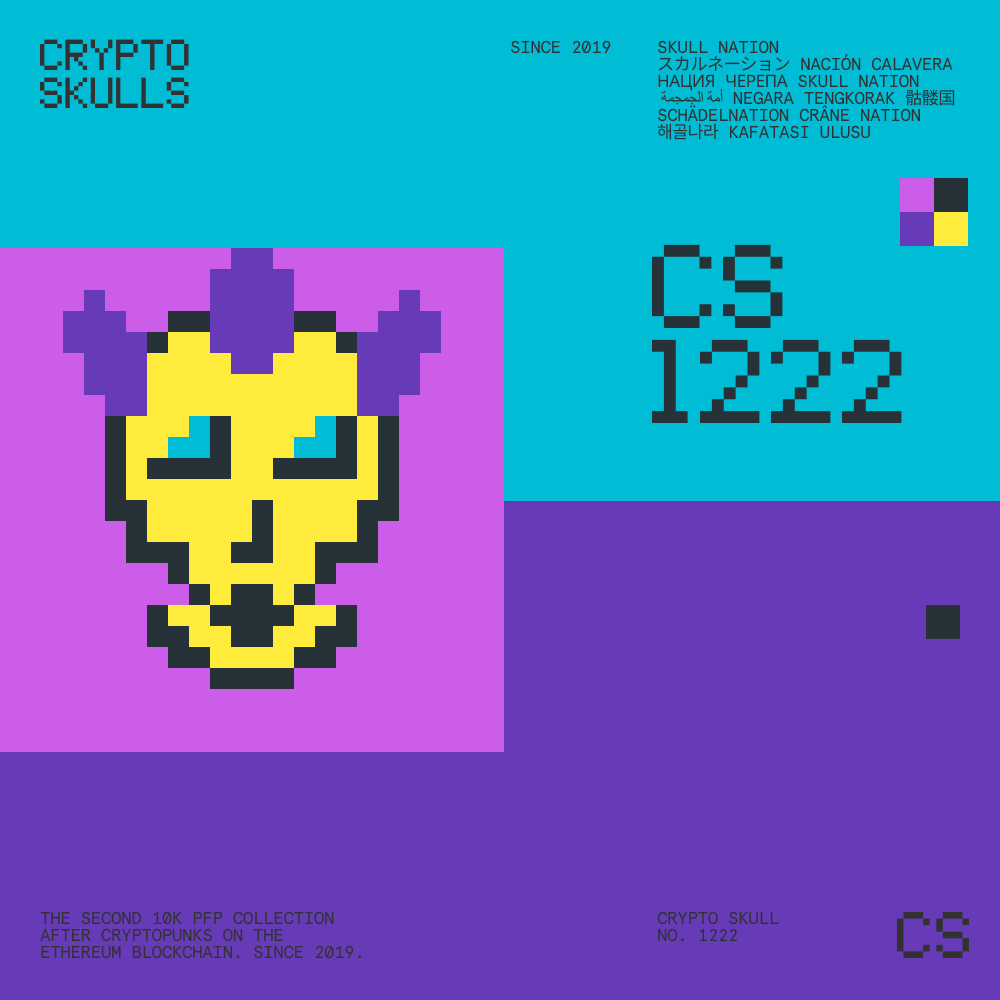 CRYPTO
SKULLS
SINCE 2019
SKULL NATION
スカルネーション NACIÓN CALAVERA
НАЦИЯ ЧЕРЕПА SKULL NATION
أمة الجمجمة NEGARA TENGKORAK 骷髅国
SCHÄDELNATION CRÂNE NATION
해골나라 KAFATASI ULUSU
CS
1222
THE SECOND 10K PFP COLLECTION
AFTER CRYPTOPUNKS ON THE
ETHEREUM BLOCKCHAIN. SINCE 2019.
CRYPTO SKULL
NO. 1222
CS